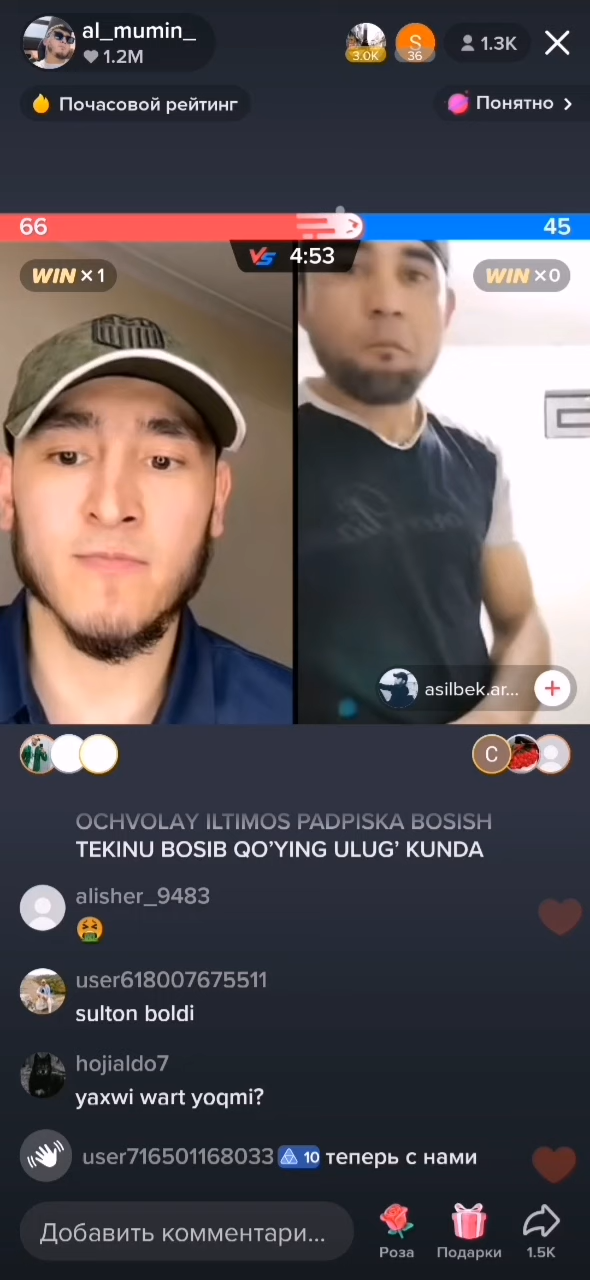 al_mumin_
1.2M
3.0K
S
36
1.3K
Почасовой рейтинг
Понятно
66
VS 4:53
45
WIN × 1
WIN × 0
asilbek.ar...
C
OCHVOLAY ILTIMOS PADPISKA BOSISH
TEKINU BOSIB QO’YING ULUG’ KUNDA
alisher_9483
user618007675511
sulton boldi
hojialdo7
yaxwi wart yoqmi?
user716501168033 10 теперь с нами
Добавить комментари...
Роза
Подарки
1.5K